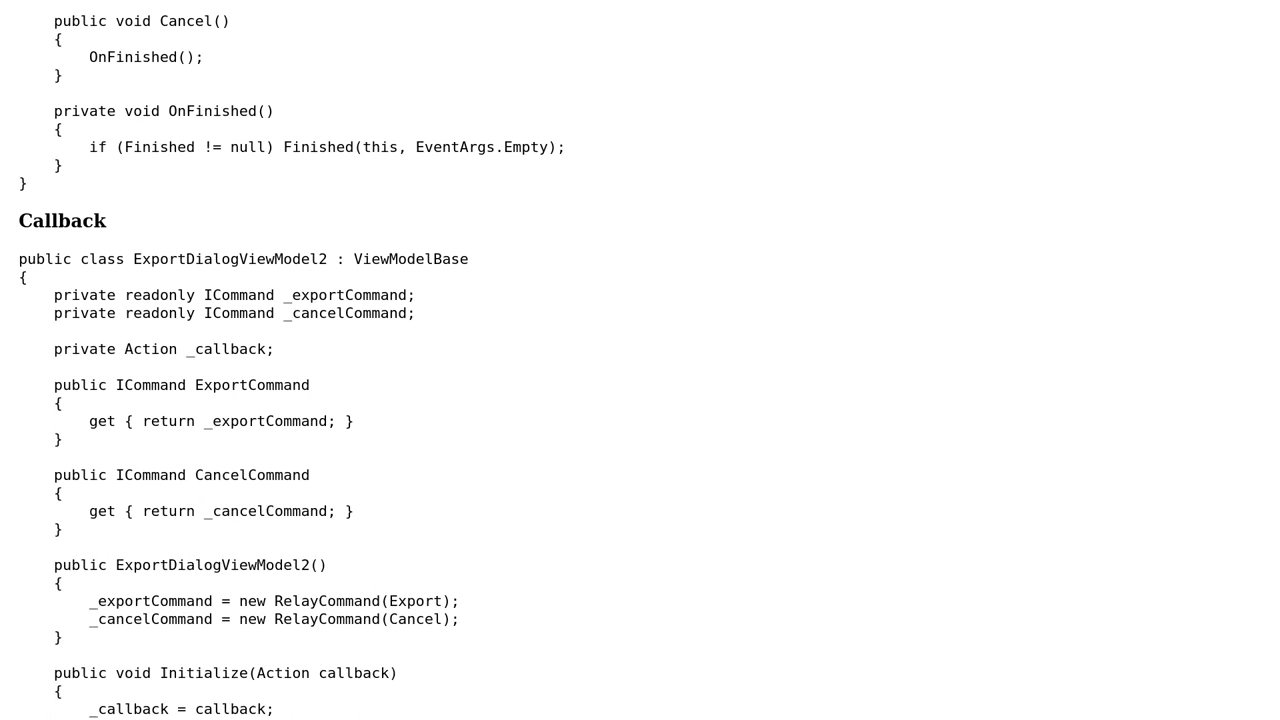 public void Cancel()
{
OnFinished();
}
private void OnFinished()
{
if (Finished != null) Finished(this, EventArgs.Empty);
}
}
Callback
public class ExportDialogViewModel2 : ViewModelBase
{
private readonly ICommand _exportCommand;
private readonly ICommand _cancelCommand;
private Action _callback;
public ICommand ExportCommand
{
get { return _exportCommand; }
}
public ICommand CancelCommand
{
get { return _cancelCommand; }
}
public ExportDialogViewModel2()
{
_exportCommand = new RelayCommand(Export);
_cancelCommand = new RelayCommand(Cancel);
}
public void Initialize(Action callback)
{
_callback = callback;